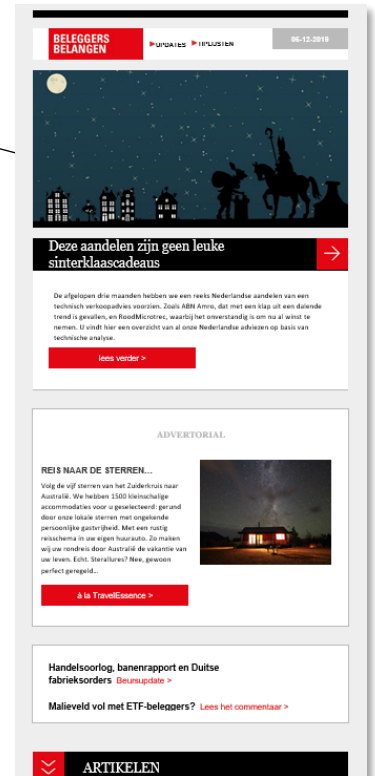 BELEGGERS
BELANGEN
UPDATES TIPLIJSTEN
06-12-2019
Deze aandelen zijn geen leuke
sinterklaascadeaus
De afgelopen drie maanden hebben we een reeks Nederlandse aandelen van een
technisch verkoopadvies voorzien. Zoals ABN Amro, dat met een klap uit een dalende
trend is gevallen, en RoodMicrotrec, waarbij het onverstandig is om nu al winst te
nemen. U vindt hier een overzicht van al onze Nederlandse adviezen op basis van
technische analyse.
lees verder >
ADVERTORIAL
REIS NAAR DE STERREN...
Volg de vijf sterren van het Zuiderkruis naar
Australië. We hebben 1500 kleinschalige
accommodaties voor u geselecteerd: gerund
door onze lokale sterren met ongekende
persoonlijke gastvrijheid. Met een rustig
reisschema in uw eigen huurauto. Zo maken
wij uw rondreis door Australië de vakantie van
uw leven. Echt. Sterallures? Nee, gewoon
perfect geregeld...
à la TravelEssence >
Handelsoorlog, banenrapport en Duitse
fabrieksorders Beursupdate >
Malieveld vol met ETF-beleggers? Lees het commentaar >
ARTIKELEN